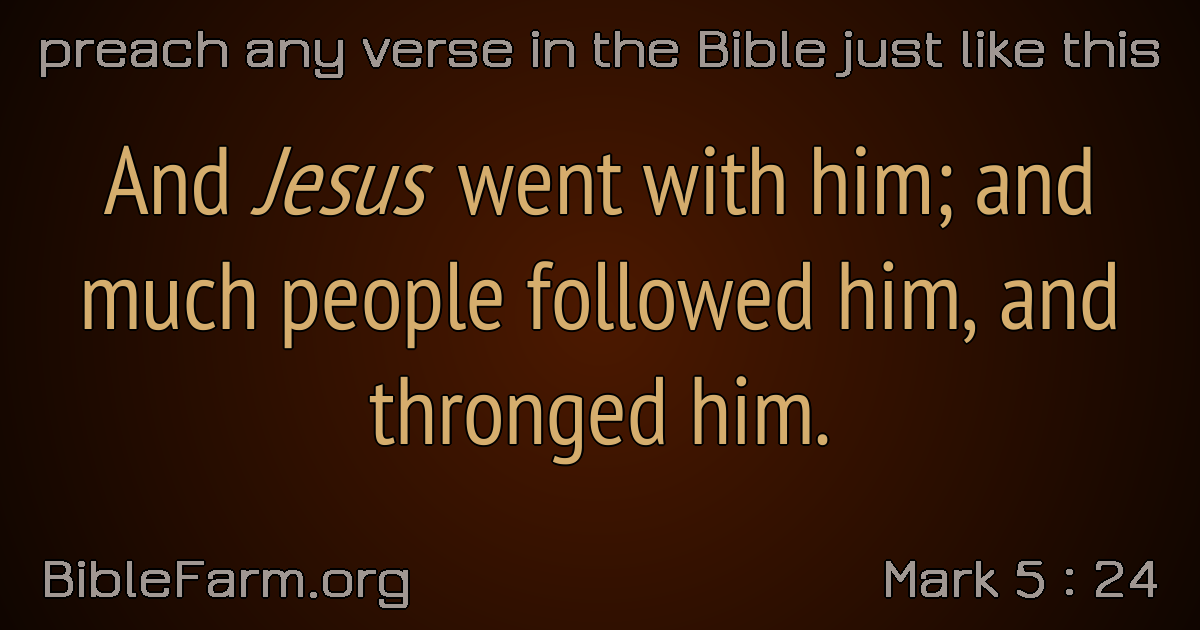 preach any verse in the Bible just like this
And Jesus went with him; and
much people followed him, and
thronged him.
BibleFarm.org
Mark 5 : 24